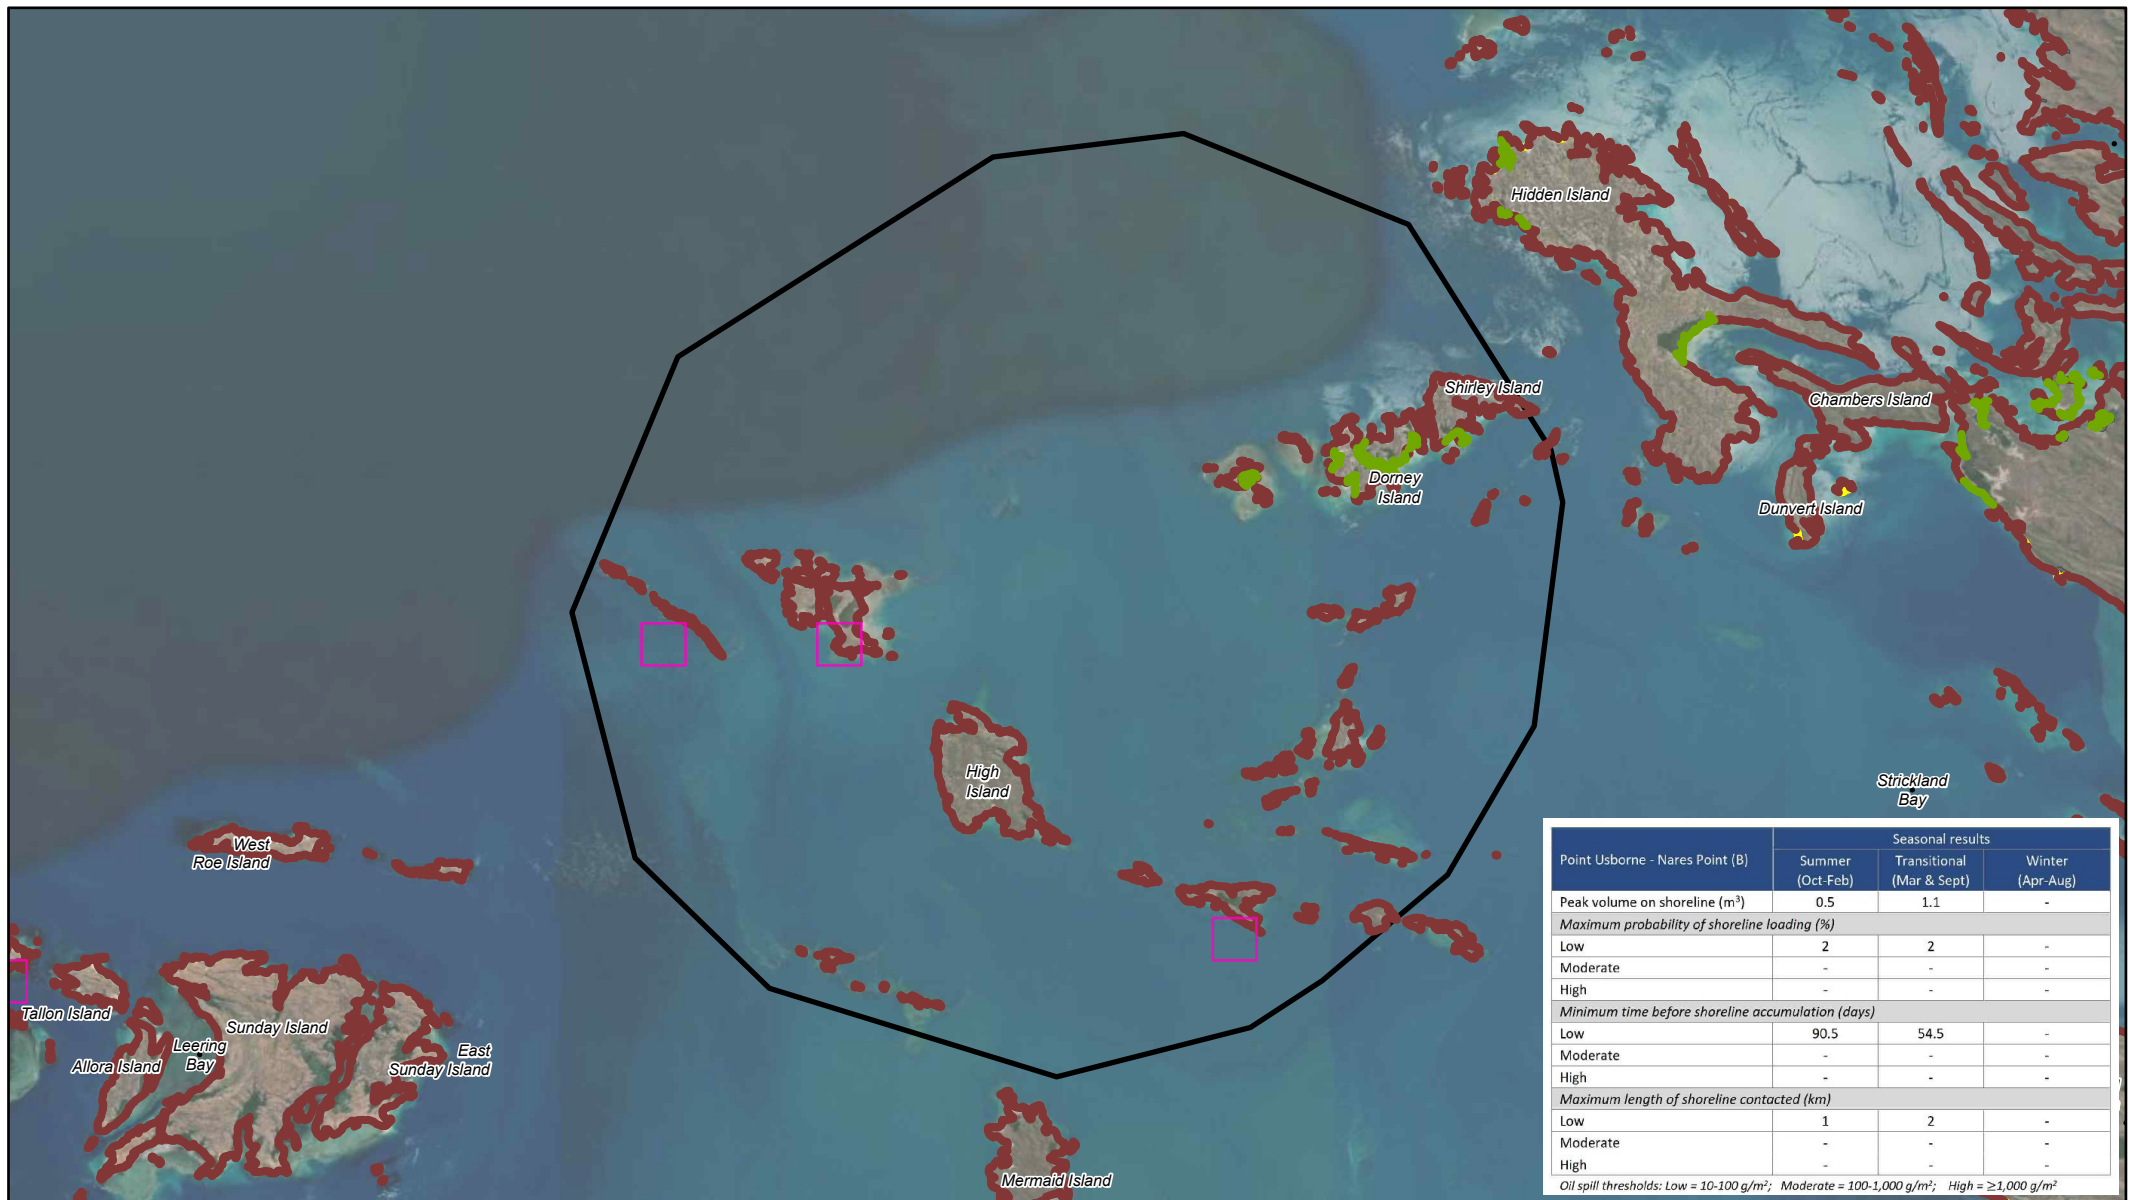 Hidden Island
Shirley Island
Chambers Island
Dorney
Island
Dunvert Island
High
Island
Strickland
Bay
West
Roe Island
Tallon Island
Sunday Island
Leering
Bay
Allora Island
East
Sunday Island
Mermaid Island
Point Usborne - Nares Point (B) Seasonal results
Summer (Oct-Feb) Transitional (Mar & Sept) Winter (Apr-Aug)
Peak volume on shoreline (m³) 0.5 1.1 -
Maximum probability of shoreline loading (%)
Low 2 2 -
Moderate - - -
High - - -
Minimum time before shoreline accumulation (days)
Low 90.5 54.5 -
Moderate - - -
High - - -
Maximum length of shoreline contacted (km)
Low 1 2 -
Moderate - - -
High - - -
Oil spill thresholds: Low = 10-100 g/m²; Moderate = 100-1,000 g/m²; High = ≥1,000 g/m²